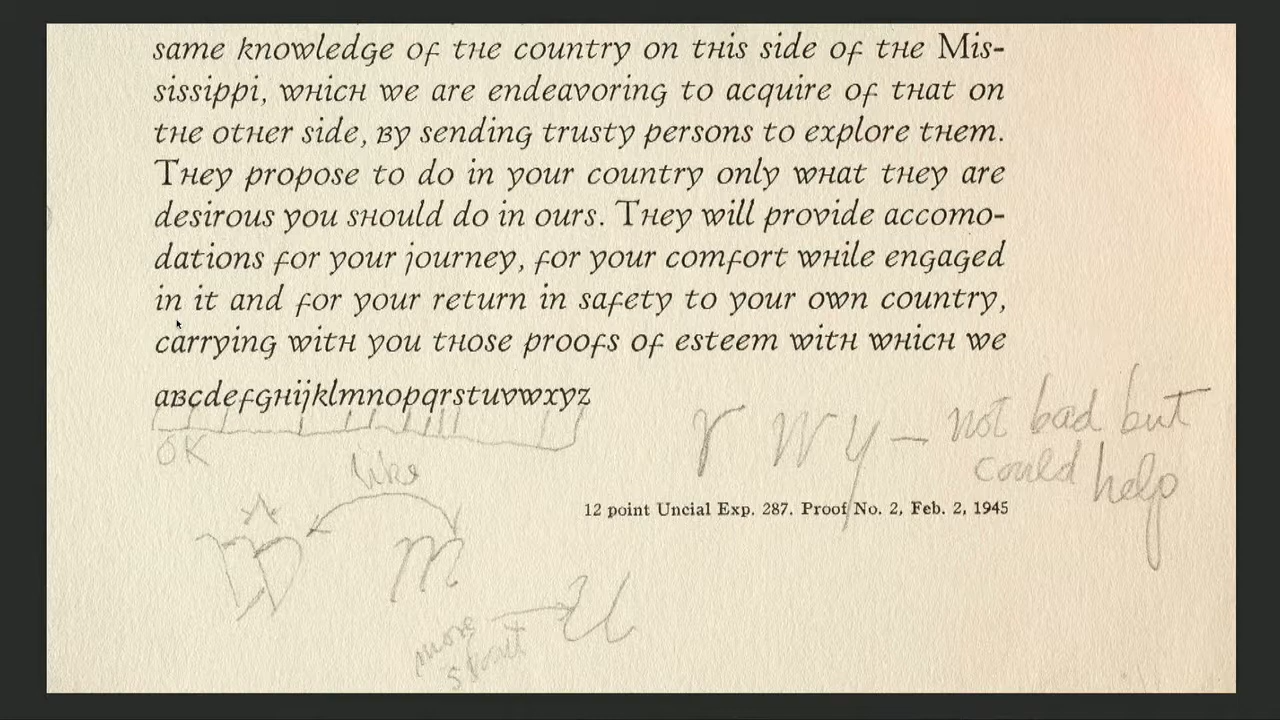 same knowledge of the country on this side of the Mis-
sissippi, which we are endeavoring to acquire of that on
the other side, by sending trusty persons to explore them.
They propose to do in your country only what they are
desirous you should do in ours. They will provide accomo-
dations for your journey, for your comfort while engaged
in it and for your return in safety to your own country,
carrying with you those proofs of esteem with which we
abcdefghijklmnopqrstuvwxyz
OK
r w y — not bad but
could help
like
12 point Uncial Exp. 287. Proof No. 2, Feb. 2, 1945
w
m
more
U